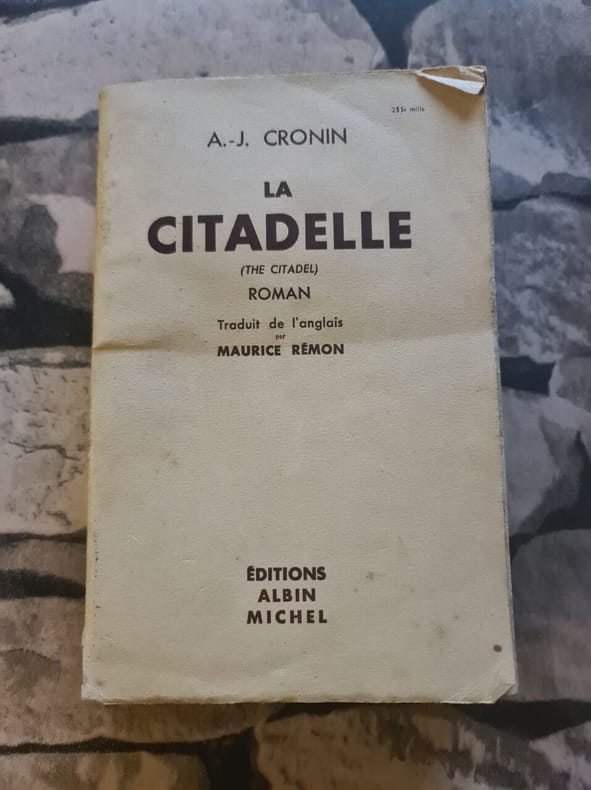 255e mille
A.-J. CRONIN
LA
CITADELLE
(THE CITADEL)
ROMAN
Traduit de l'anglais
par
MAURICE RÉMON
ÉDITIONS
ALBIN
MICHEL